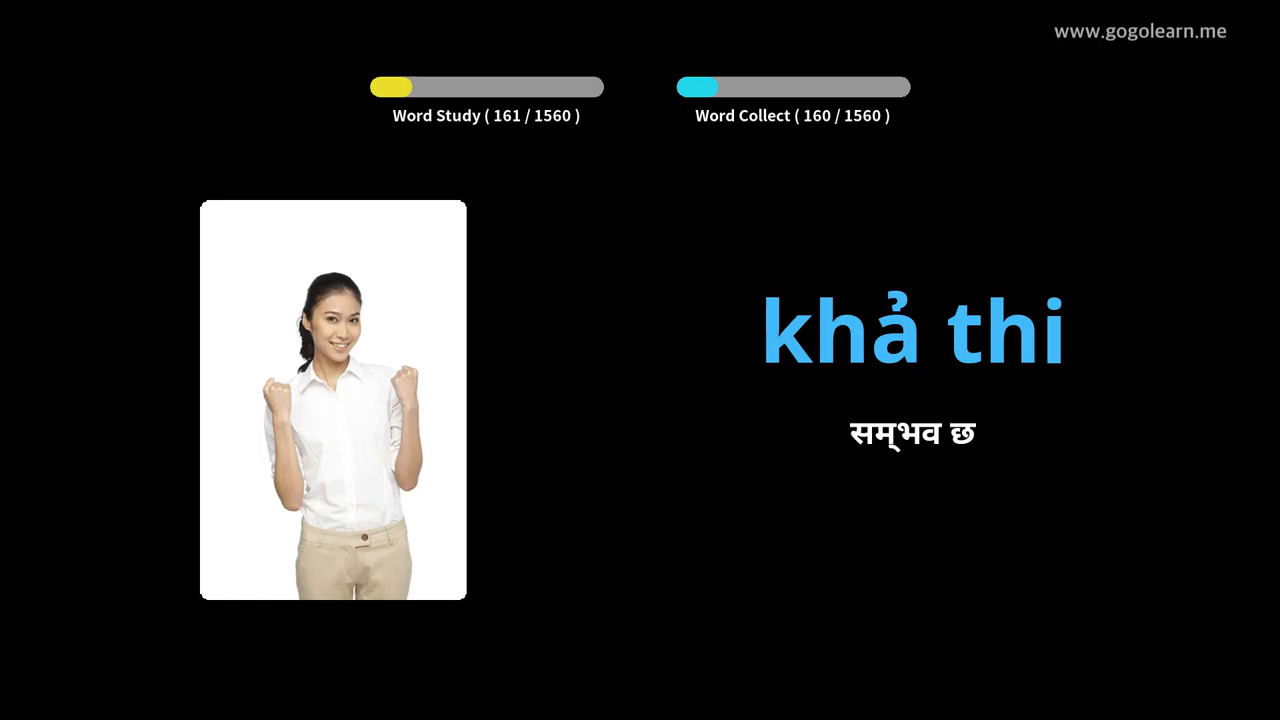 www.gogolearn.me
Word Study ( 161 / 1560 )
Word Collect ( 160 / 1560 )
khả thi
सम्भव छ